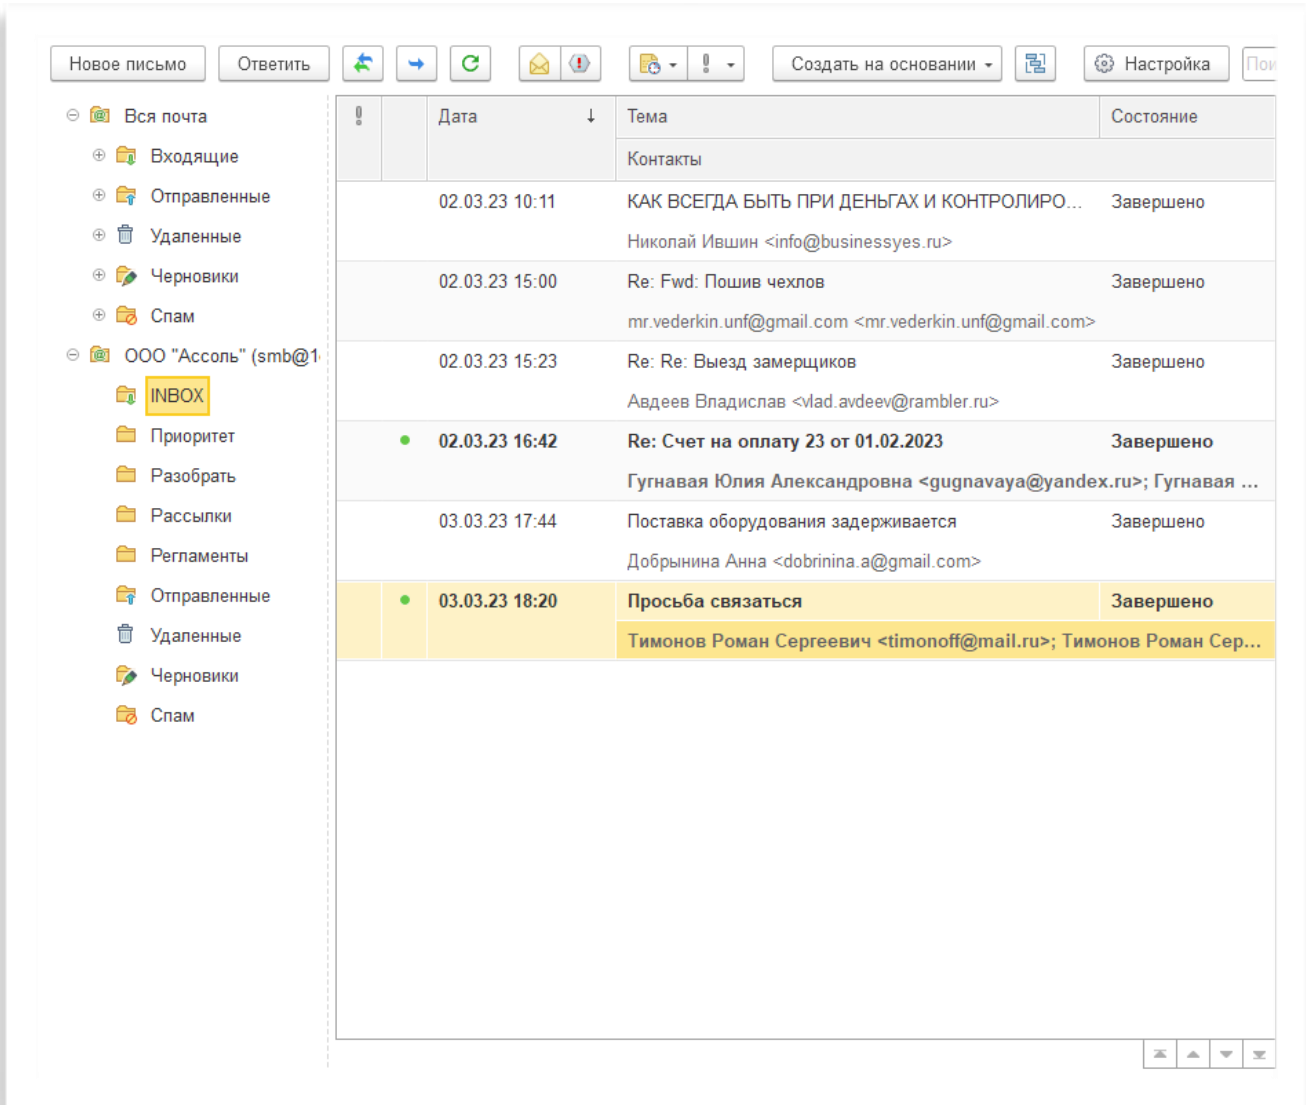 Новое письмо Ответить Создать на основании Настройка Пои
Вся почта
Входящие
Отправленные
Удаленные
Черновики
Спам
ООО "Ассоль" (smb@1
INBOX
Приоритет
Разобрать
Рассылки
Регламенты
Отправленные
Удаленные
Черновики
Спам
Дата ↓ Тема Состояние
Контакты
02.03.23 10:11 КАК ВСЕГДА БЫТЬ ПРИ ДЕНЬГАХ И КОНТРОЛИРО... Завершено
Николай Ившин <info@businessyes.ru>
02.03.23 15:00 Re: Fwd: Пошив чехлов Завершено
mr.vederkin.unf@gmail.com <mr.vederkin.unf@gmail.com>
02.03.23 15:23 Re: Re: Выезд замерщиков Завершено
Авдеев Владислав <vlad.avdeev@rambler.ru>
02.03.23 16:42 Re: Счет на оплату 23 от 01.02.2023 Завершено
Гугнавая Юлия Александровна <gugnavaya@yandex.ru>; Гугнавая ...
03.03.23 17:44 Поставка оборудования задерживается Завершено
Добрынина Анна <dobrinina.a@gmail.com>
03.03.23 18:20 Просьба связаться Завершено
Тимонов Роман Сергеевич <timonoff@mail.ru>; Тимонов Роман Сер...